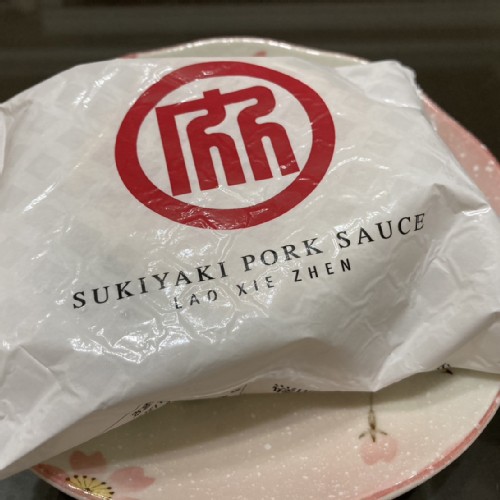 SUKIYAKI PORK SAUCE
LAO XIE ZHEN